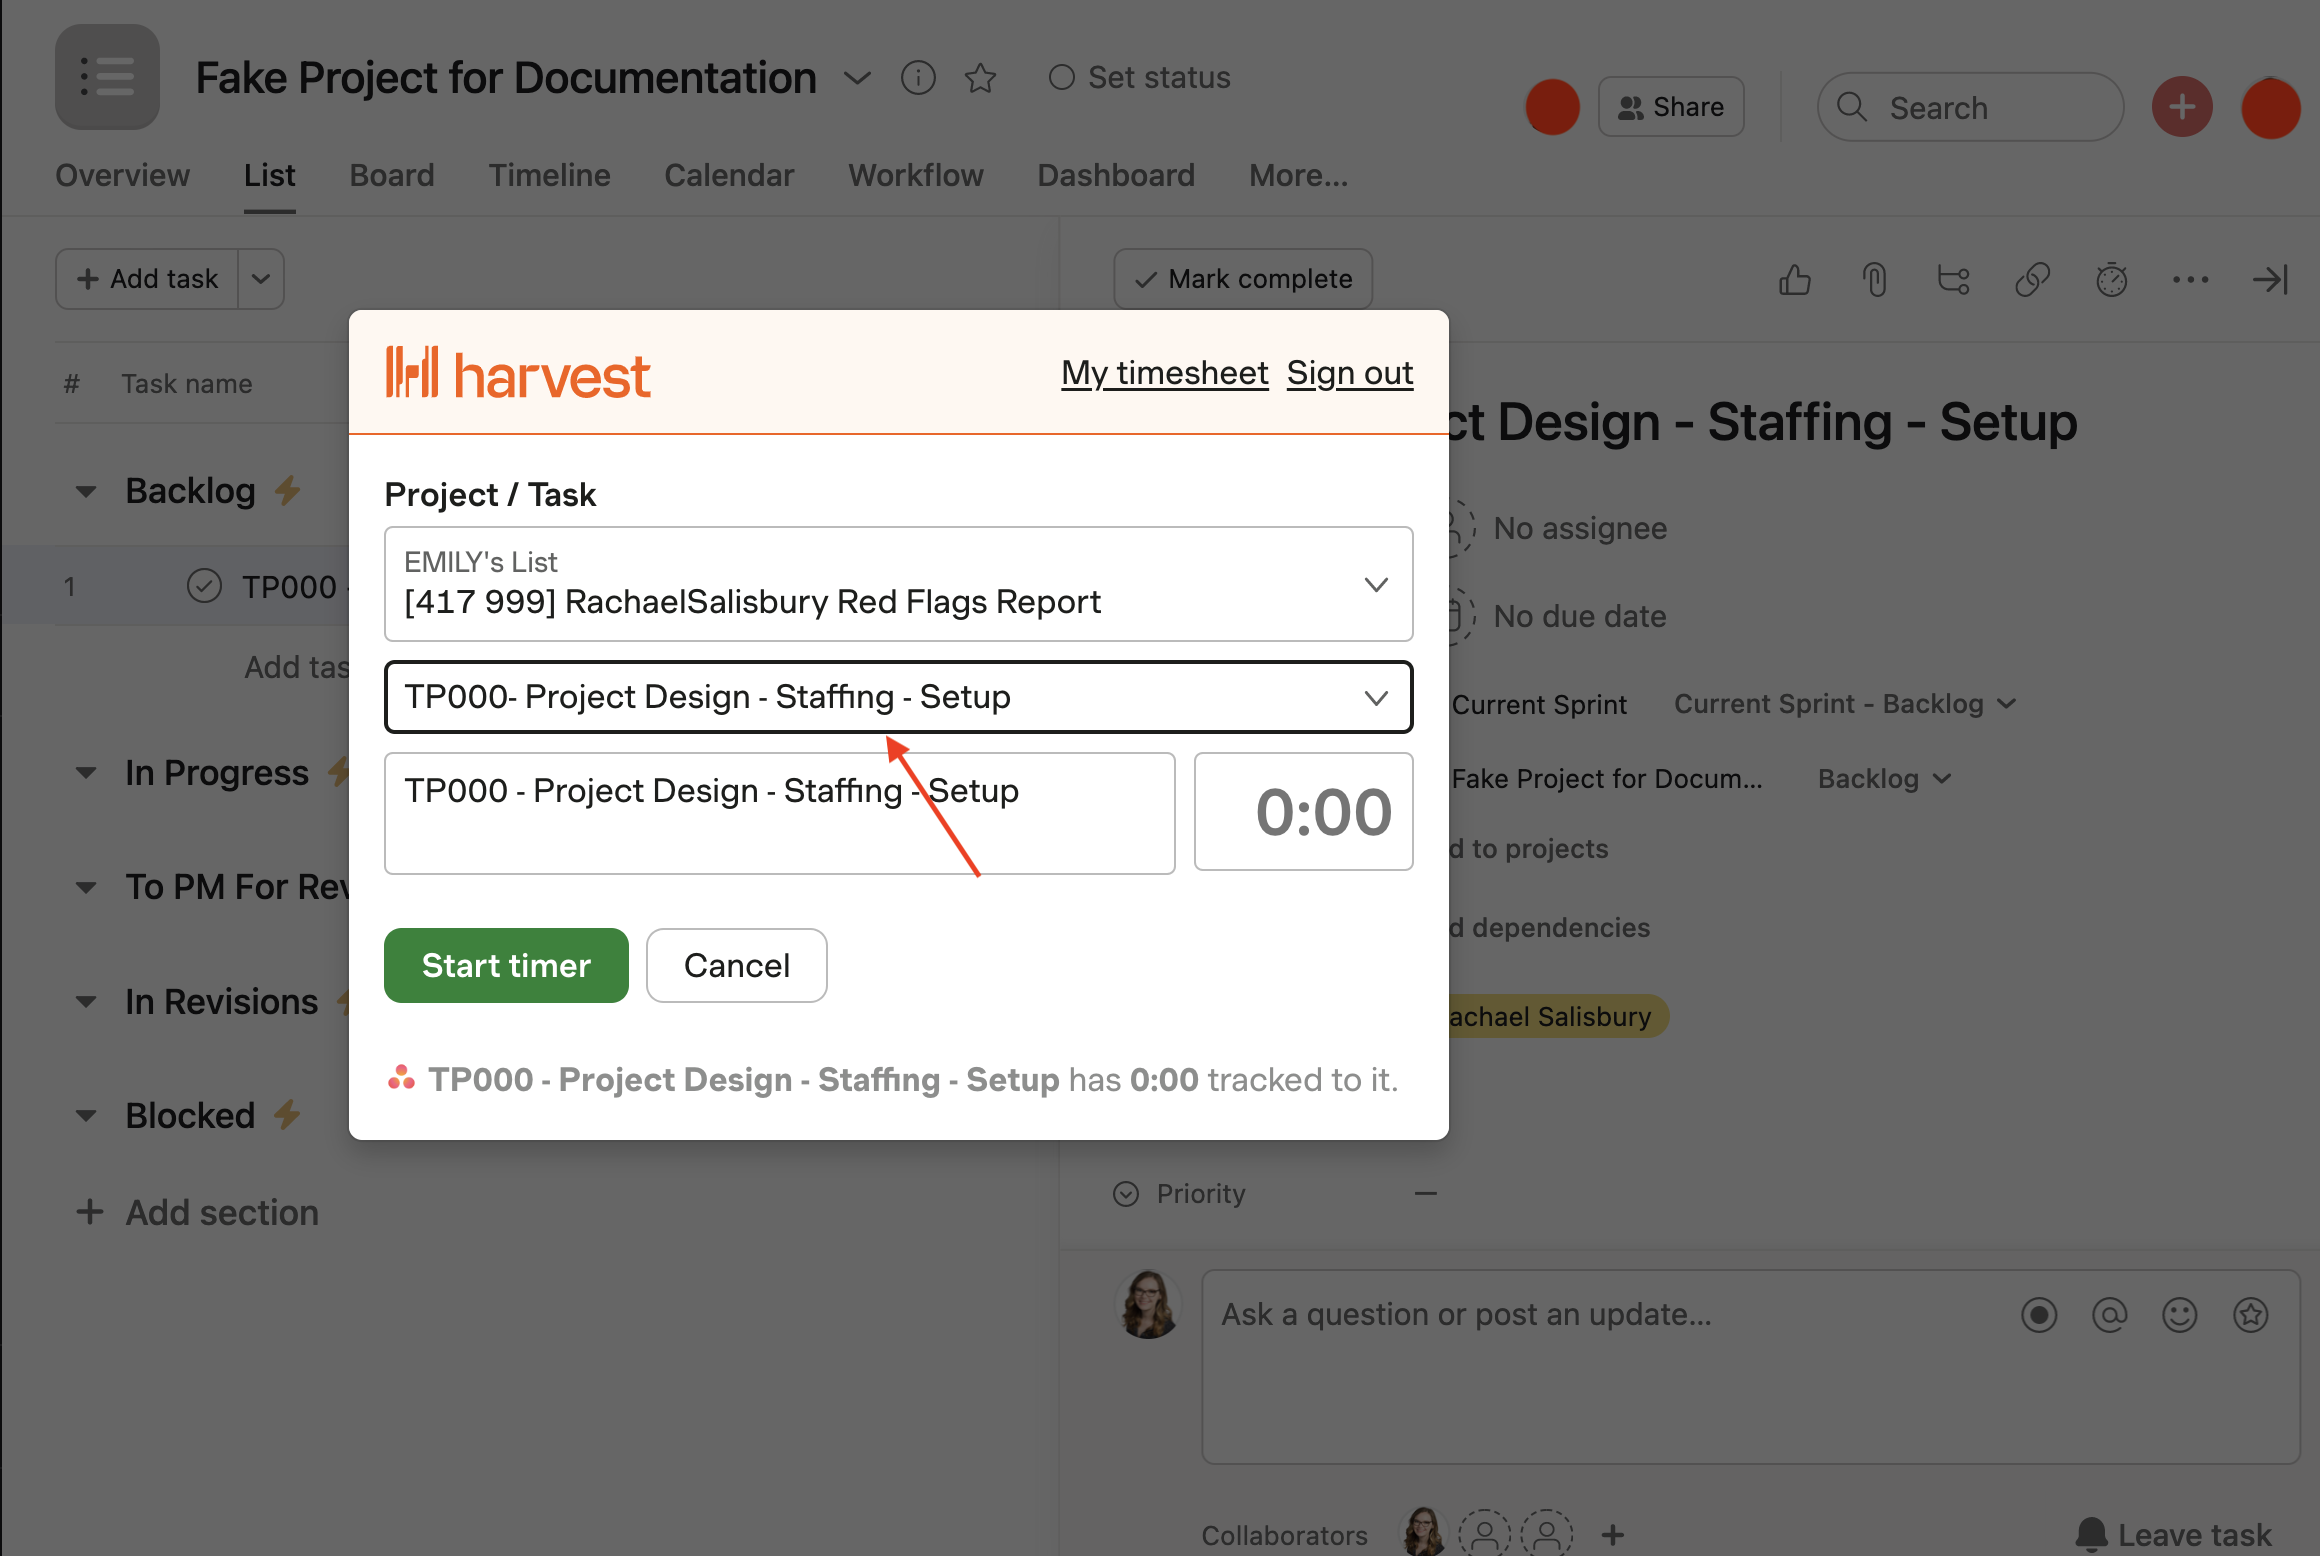 Fake Project for Documentation
Set status
Share
Search
Overview
List
Board
Timeline
Calendar
Workflow
Dashboard
More...
Add task
Mark complete
# Task name
harvest
My timesheet
Sign out
ct Design - Staffing - Setup
Project / Task
Backlog
EMILY's List
[417 999] RachaelSalisbury Red Flags Report
No assignee
1
TP000 -
No due date
Add tas
TP000- Project Design - Staffing - Setup
Current Sprint
Current Sprint - Backlog
In Progress
TP000 - Project Design - Staffing - Setup
0:00
Fake Project for Docum...
Backlog
d to projects
To PM For Rev
d dependencies
Start timer
Cancel
In Revisions
achael Salisbury
TP000 - Project Design - Staffing - Setup has 0:00 tracked to it.
Blocked
Priority
—
Add section
Ask a question or post an update...
Collaborators
Leave task